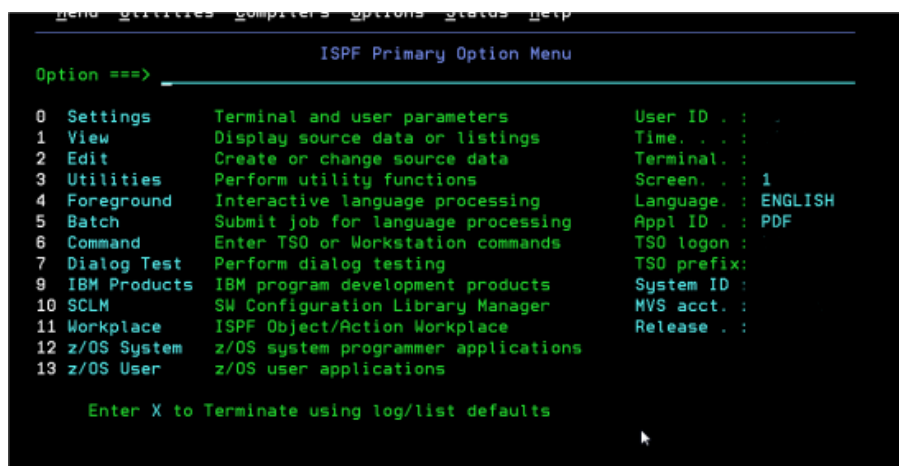 Menu Utilities Compilers Options Status Help
ISPF Primary Option Menu
Option ===>
0 Settings Terminal and user parameters User ID . :
1 View Display source data or listings Time. . . :
2 Edit Create or change source data Terminal. :
3 Utilities Perform utility functions Screen. . : 1
4 Foreground Interactive language processing Language. : ENGLISH
5 Batch Submit job for language processing Appl ID . : PDF
6 Command Enter TSO or Workstation commands TSO logon :
7 Dialog Test Perform dialog testing TSO prefix:
9 IBM Products IBM program development products System ID :
10 SCLM SW Configuration Library Manager MVS acct. :
11 Workplace ISPF Object/Action Workplace Release . :
12 z/OS System z/OS system programmer applications
13 z/OS User z/OS user applications
Enter X to Terminate using log/list defaults